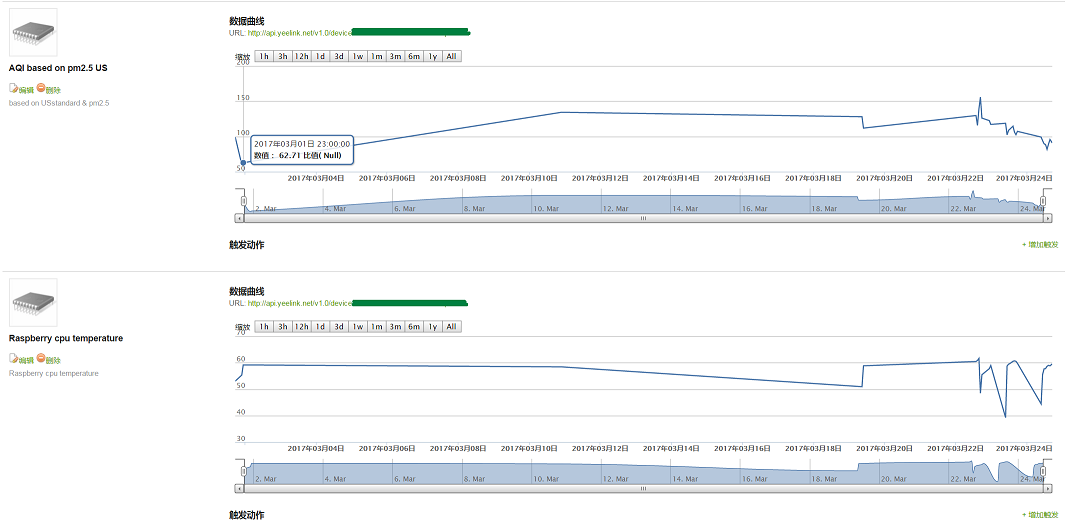 数据曲线
URL: http://api.yeelink.net/v1.0/device
缩放 1h 3h 12h 1d 3d 1w 1m 3m 6m 1y All
AQI based on pm2.5 US
编辑 删除
based on USstandard & pm2.5.
200
150
100
50
2017年03月01日 23:00:00
数值： 62.71 比值( Null)
2017年03月04日 2017年03月06日 2017年03月08日 2017年03月10日 2017年03月12日 2017年03月14日 2017年03月16日 2017年03月18日 2017年03月20日 2017年03月22日 2017年03月24日
2. Mar 4. Mar 6. Mar 8. Mar 10. Mar 12. Mar 14. Mar 16. Mar 18. Mar 20. Mar 22. Mar 24. Mar
触发动作
+ 增加触发
数据曲线
URL: http://api.yeelink.net/v1.0/device
缩放 1h 3h 12h 1d 3d 1w 1m 3m 6m 1y All
Raspberry cpu temperature
编辑 删除
Raspberry cpu temperature
70
60
50
40
30
2017年03月04日 2017年03月06日 2017年03月08日 2017年03月10日 2017年03月12日 2017年03月14日 2017年03月16日 2017年03月18日 2017年03月20日 2017年03月22日 2017年03月24日
2. Mar 4. Mar 6. Mar 8. Mar 10. Mar 12. Mar 14. Mar 16. Mar 18. Mar 20. Mar 22. Mar 24. Mar
触发动作
+ 增加触发